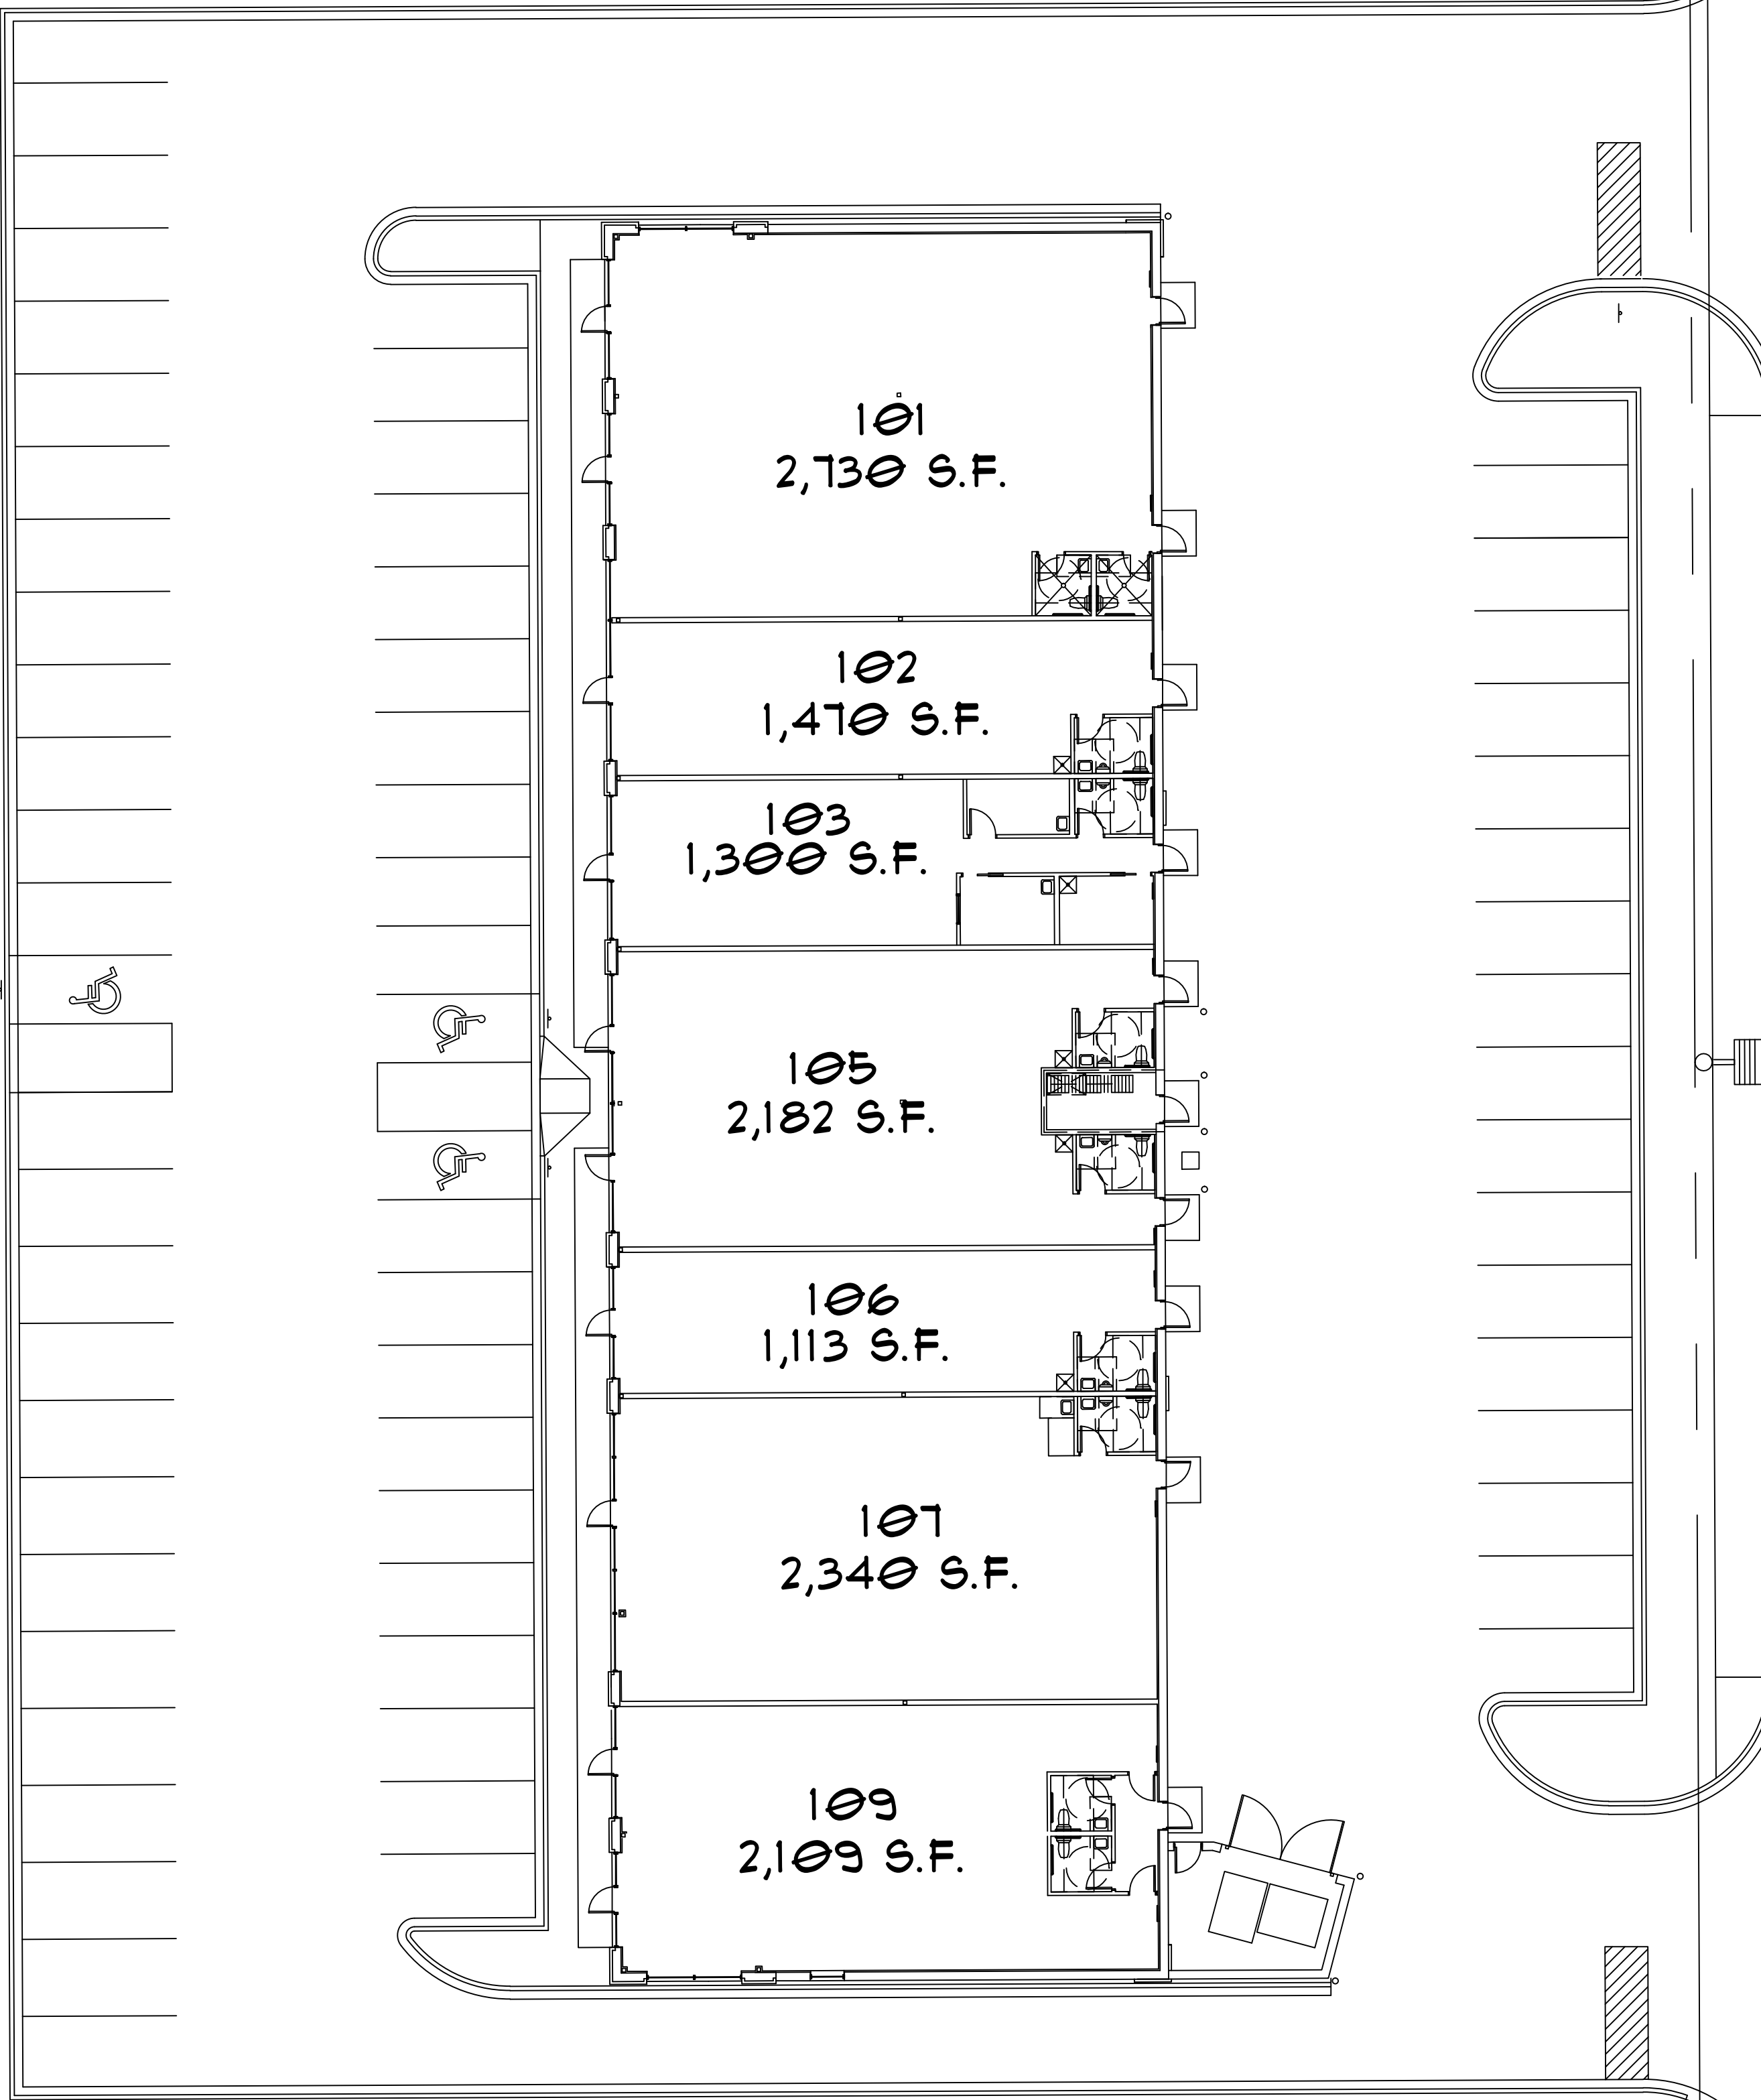 101
2,730 S.F.
102
1,470 S.F.
103
1,300 S.F.
105
2,182 S.F.
106
1,113 S.F.
107
2,340 S.F.
109
2,109 S.F.